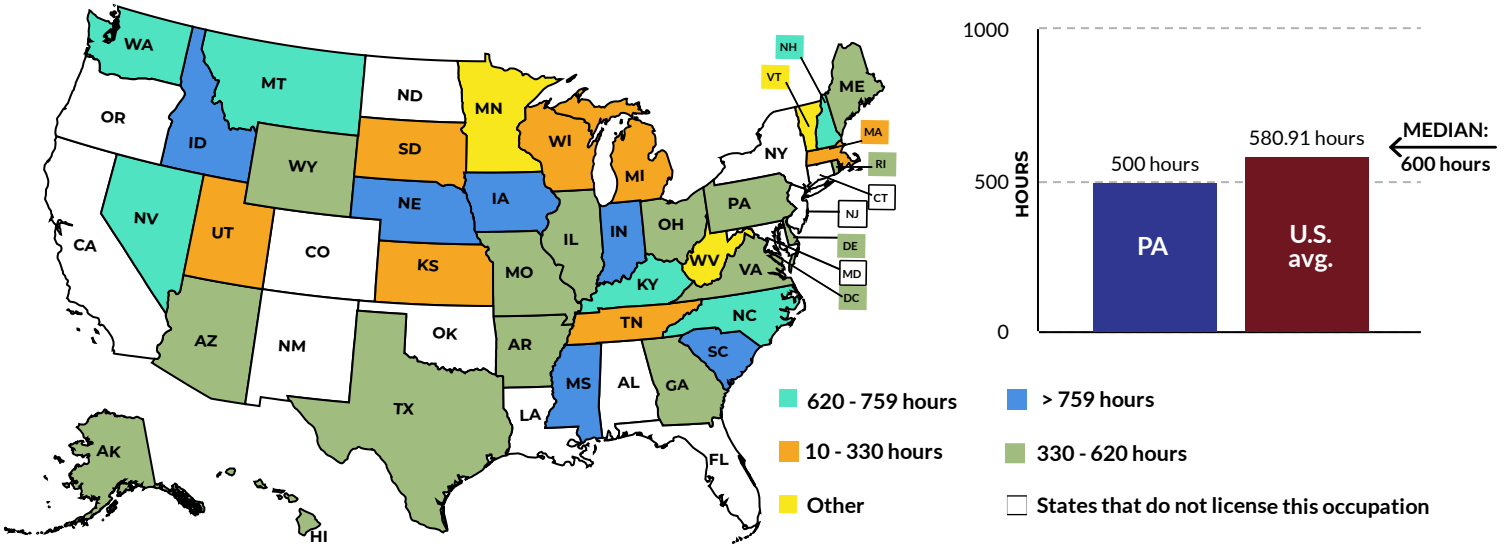 WA
MT
ND
MN
OR
ID
WY
SD
WI
MI
NV
UT
CO
NE
IA
CA
KS
MO
IL
IN
OH
PA
NY
ME
NH
VT
MA
RI
CT
NJ
DE
MD
DC
WV
VA
KY
NC
TN
SC
AZ
NM
OK
AR
TX
MS
AL
GA
LA
FL
AK
HI
1000
500
0
HOURS
500 hours
580.91 hours
MEDIAN:
600 hours
PA
U.S.
avg.
620 - 759 hours
> 759 hours
10 - 330 hours
330 - 620 hours
Other
States that do not license this occupation